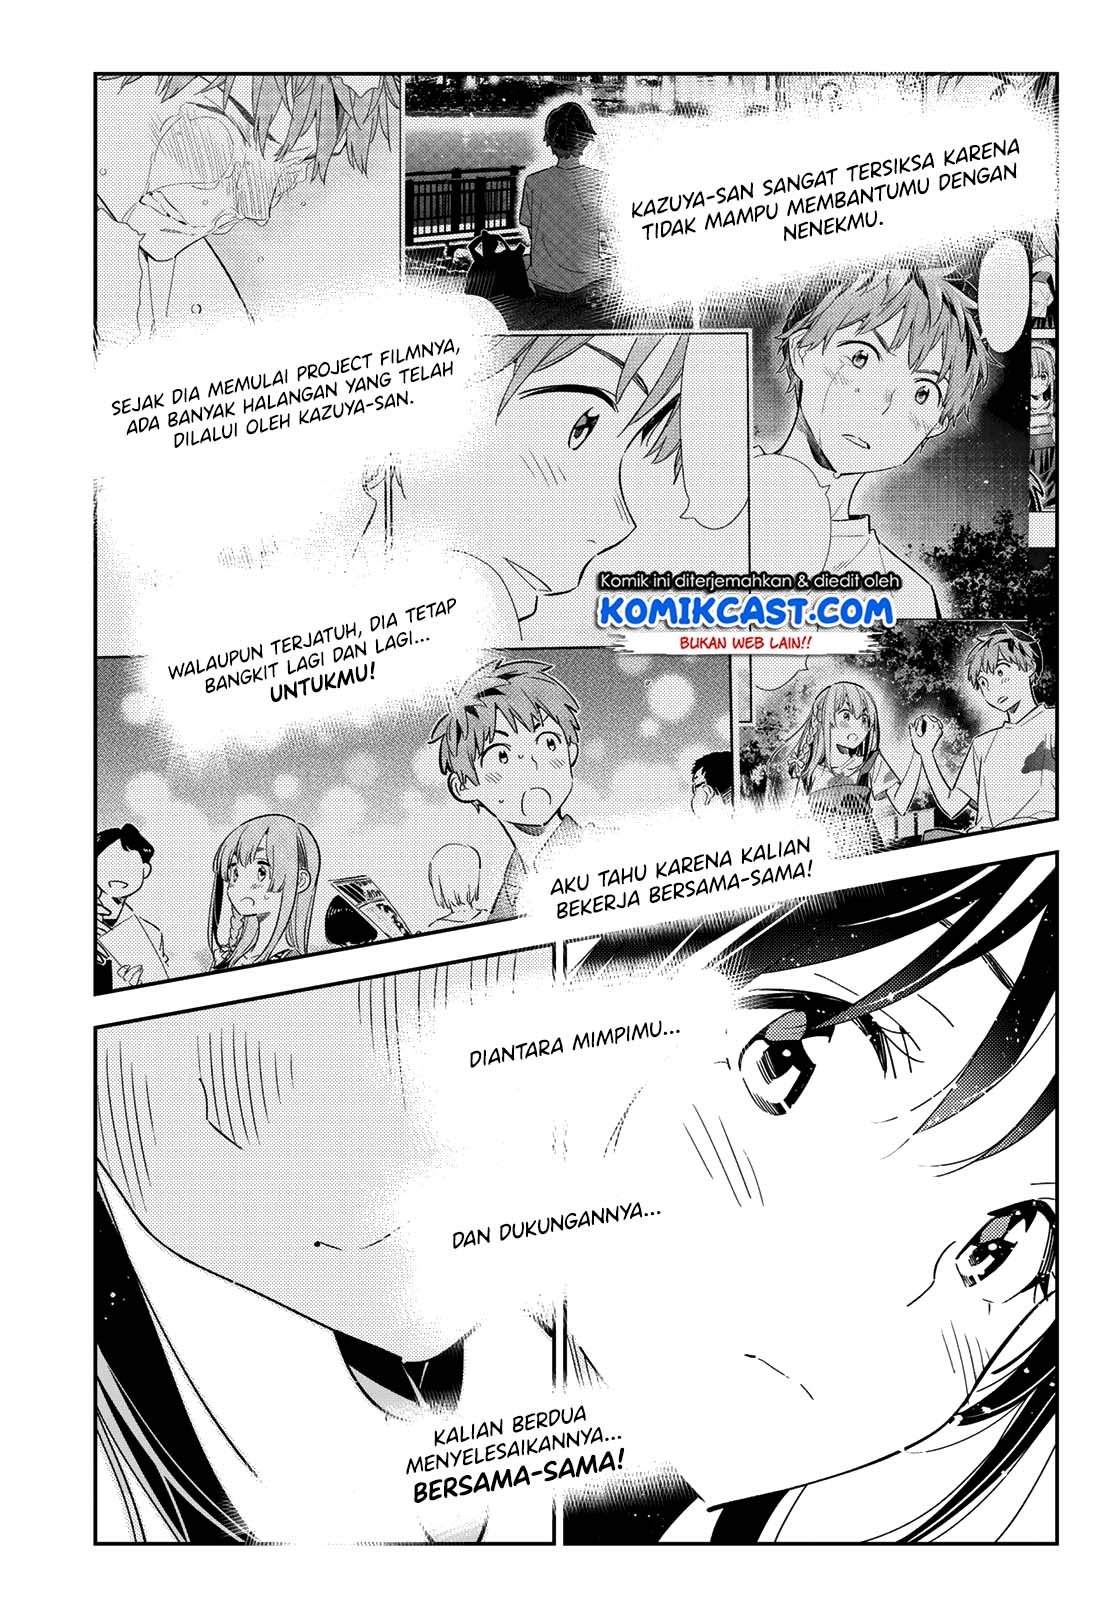 KAZUYA-SAN SANGAT TERSIKSA KARENA
TIDAK MAMPU MEMBANTUMU DENGAN
NENEKMU.
SEJAK DIA MEMULAI PROJECT FILMNYA,
ADA BANYAK HALANGAN YANG TELAH
DILALUI OLEH KAZUYA-SAN.
Komik ini diterjemahkan & diedit oleh
KOMIKCAST.COM
BUKAN WEB LAIN!!
WALAUPUN TERJATUH, DIA TETAP
BANGKIT LAGI DAN LAGI...
UNTUKMU!
AKU TAHU KARENA KALIAN
BEKERJA BERSAMA-SAMA!
DIANTARA MIMPIMU...
DAN DUKUNGANNYA...
KALIAN BERDUA
MENYELESAIKANNYA...
BERSAMA-SAMA!